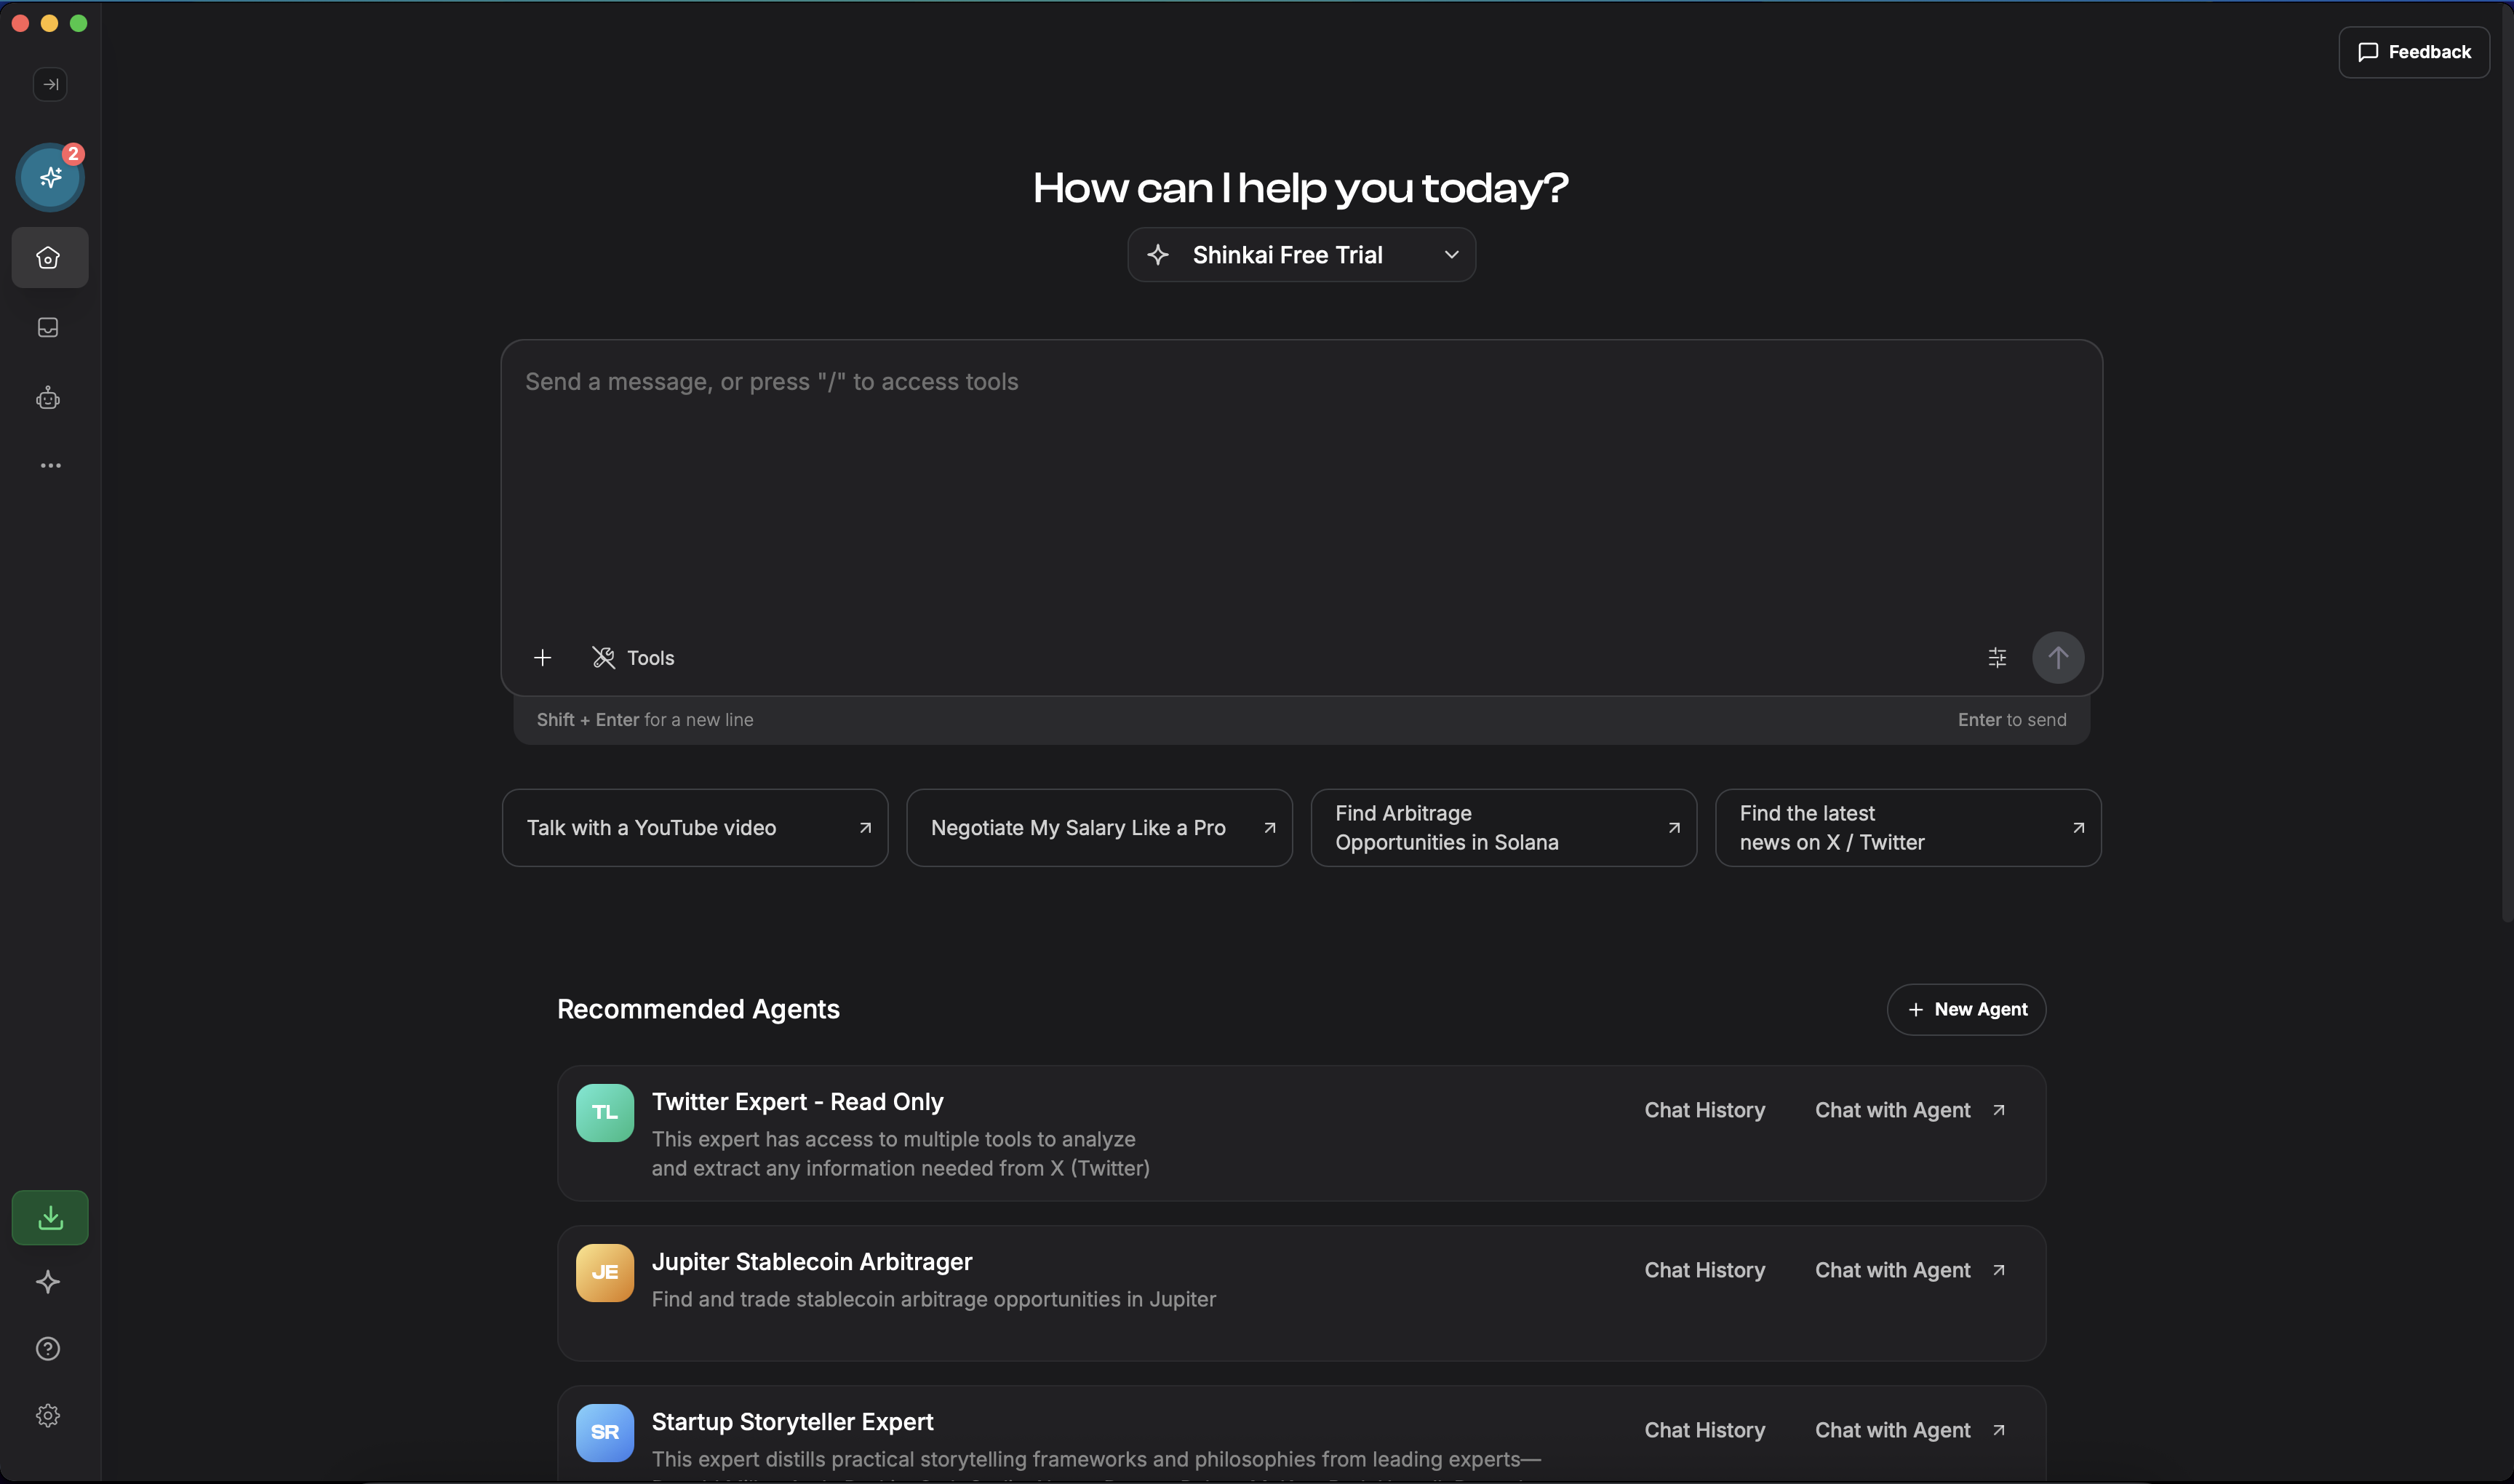 Feedback
2
How can I help you today?
Shinkai Free Trial
Send a message, or press "/" to access tools
Tools
Shift + Enter for a new line
Enter to send
Talk with a YouTube video
Negotiate My Salary Like a Pro
Find Arbitrage
Opportunities in Solana
Find the latest
news on X / Twitter
Recommended Agents
New Agent
TL
Twitter Expert - Read Only
This expert has access to multiple tools to analyze
and extract any information needed from X (Twitter)
Chat History
Chat with Agent
JE
Jupiter Stablecoin Arbitrager
Find and trade stablecoin arbitrage opportunities in Jupiter
Chat History
Chat with Agent
SR
Startup Storyteller Expert
This expert distills practical storytelling frameworks and philosophies from leading experts—
Chat History
Chat with Agent